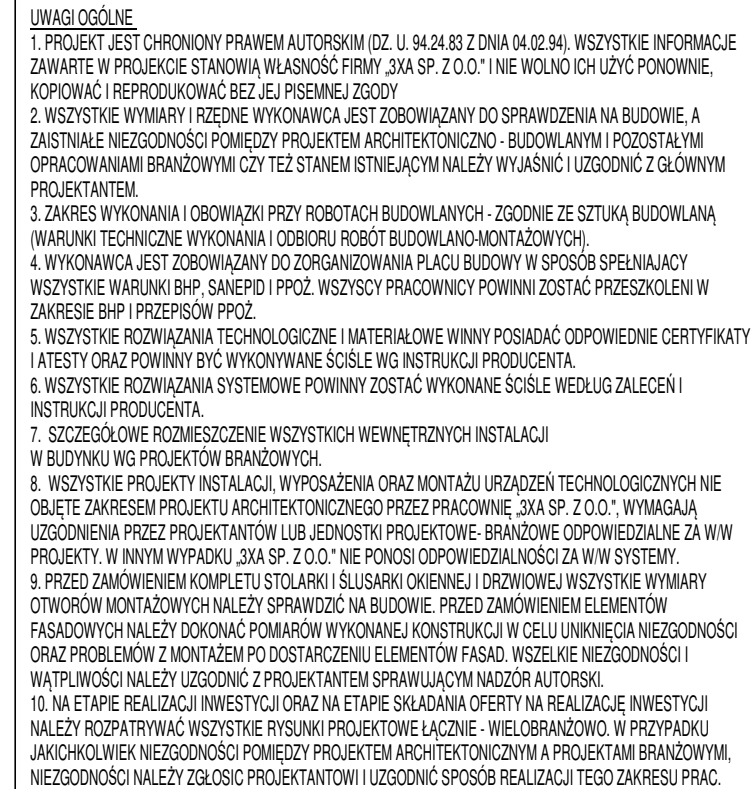 UWAGI OGÓLNE
1. PROJEKT JEST CHRONIONY PRAWEM AUTORSKIM (DZ. U. 94.24.83 Z DNIA 04.02.94). WSZYSTKIE INFORMACJE
ZAWARTE W PROJEKCIE STANOWIĄ WŁASNOŚĆ FIRMY „3XA SP. Z O.O." I NIE WOLNO ICH UŻYĆ PONOWNIE,
KOPIOWAĆ I REPRODUKOWAĆ BEZ JEJ PISEMNEJ ZGODY
2. WSZYSTKIE WYMIARY I RZĘDNE WYKONAWCA JEST ZOBOWIĄZANY DO SPRAWDZENIA NA BUDOWIE, A
ZAISTNIAŁE NIEZGODNOŚCI POMIĘDZY PROJEKTEM ARCHITEKTONICZNO - BUDOWLANYM I POZOSTAŁYMI
OPRACOWANIAMI BRANŻOWYMI CZY TEŻ STANEM ISTNIEJĄCYM NALEŻY WYJAŚNIĆ I UZGODNIĆ Z GŁÓWNYM
PROJEKTANTEM.
3. ZAKRES WYKONANIA I OBOWIĄZKI PRZY ROBOTACH BUDOWLANYCH - ZGODNIE ZE SZTUKĄ BUDOWLANĄ
(WARUNKI TECHNICZNE WYKONANIA I ODBIORU ROBÓT BUDOWLANO-MONTAŻOWYCH).
4. WYKONAWCA JEST ZOBOWIĄZANY DO ZORGANIZOWANIA PLACU BUDOWY W SPOSÓB SPEŁNIAJACY
WSZYSTKIE WARUNKI BHP, SANEPID I PPOŻ. WSZYSCY PRACOWNICY POWINNI ZOSTAĆ PRZESZKOLENI W
ZAKRESIE BHP I PRZEPISÓW PPOŻ.
5. WSZYSTKIE ROZWIĄZANIA TECHNOLOGICZNE I MATERIAŁOWE WINNY POSIADAĆ ODPOWIEDNIE CERTYFIKATY
I ATESTY ORAZ POWINNY BYĆ WYKONYWANE ŚCIŚLE WG INSTRUKCJI PRODUCENTA.
6. WSZYSTKIE ROZWIĄZANIA SYSTEMOWE POWINNY ZOSTAĆ WYKONANE ŚCIŚLE WEDŁUG ZALECEŃ I
INSTRUKCJI PRODUCENTA.
7. SZCZEGÓŁOWE ROZMIESZCZENIE WSZYSTKICH WEWNĘTRZNYCH INSTALACJI
W BUDYNKU WG PROJEKTÓW BRANŻOWYCH.
8. WSZYSTKIE PROJEKTY INSTALACJI, WYPOSAŻENIA ORAZ MONTAŻU URZĄDZEŃ TECHNOLOGICZNYCH NIE
OBJĘTE ZAKRESEM PROJEKTU ARCHITEKTONICZNEGO PRZEZ PRACOWNIĘ „3XA SP. Z O.O.", WYMAGAJĄ
UZGODNIENIA PRZEZ PROJEKTANTÓW LUB JEDNOSTKI PROJEKTOWE- BRANŻOWE ODPOWIEDZIALNE ZA W/W
PROJEKTY. W INNYM WYPADKU „3XA SP. Z O.O." NIE PONOSI ODPOWIEDZIALNOŚCI ZA W/W SYSTEMY.
9. PRZED ZAMÓWIENIEM KOMPLETU STOLARKI I ŚLUSARKI OKIENNEJ I DRZWIOWEJ WSZYSTKIE WYMIARY
OTWORÓW MONTAŻOWYCH NALEŻY SPRAWDZIĆ NA BUDOWIE. PRZED ZAMÓWIENIEM ELEMENTÓW
FASADOWYCH NALEŻY DOKONAĆ POMIARÓW WYKONANEJ KONSTRUKCJI W CELU UNIKNIĘCIA NIEZGODNOŚCI
ORAZ PROBLEMÓW Z MONTAŻEM PO DOSTARCZENIU ELEMENTÓW FASAD. WSZELKIE NIEZGODNOŚCI I
WĄTPLIWOŚCI NALEŻY UZGODNIĆ Z PROJEKTANTEM SPRAWUJĄCYM NADZÓR AUTORSKI.
10. NA ETAPIE REALIZACJI INWESTYCJI ORAZ NA ETAPIE SKŁADANIA OFERTY NA REALIZACJĘ INWESTYCJI
NALEŻY ROZPATRYWAĆ WSZYSTKIE RYSUNKI PROJEKTOWE ŁĄCZNIE - WIELOBRANŻOWO. W PRZYPADKU
JAKICHKOLWIEK NIEZGODNOŚCI POMIĘDZY PROJEKTEM ARCHITEKTONICZNYM A PROJEKTAMI BRANŻOWYMI,
NIEZGODNOŚCI NALEŻY ZGŁOSIC PROJEKTANTOWI I UZGODNIĆ SPOSÓB REALIZACJI TEGO ZAKRESU PRAC.